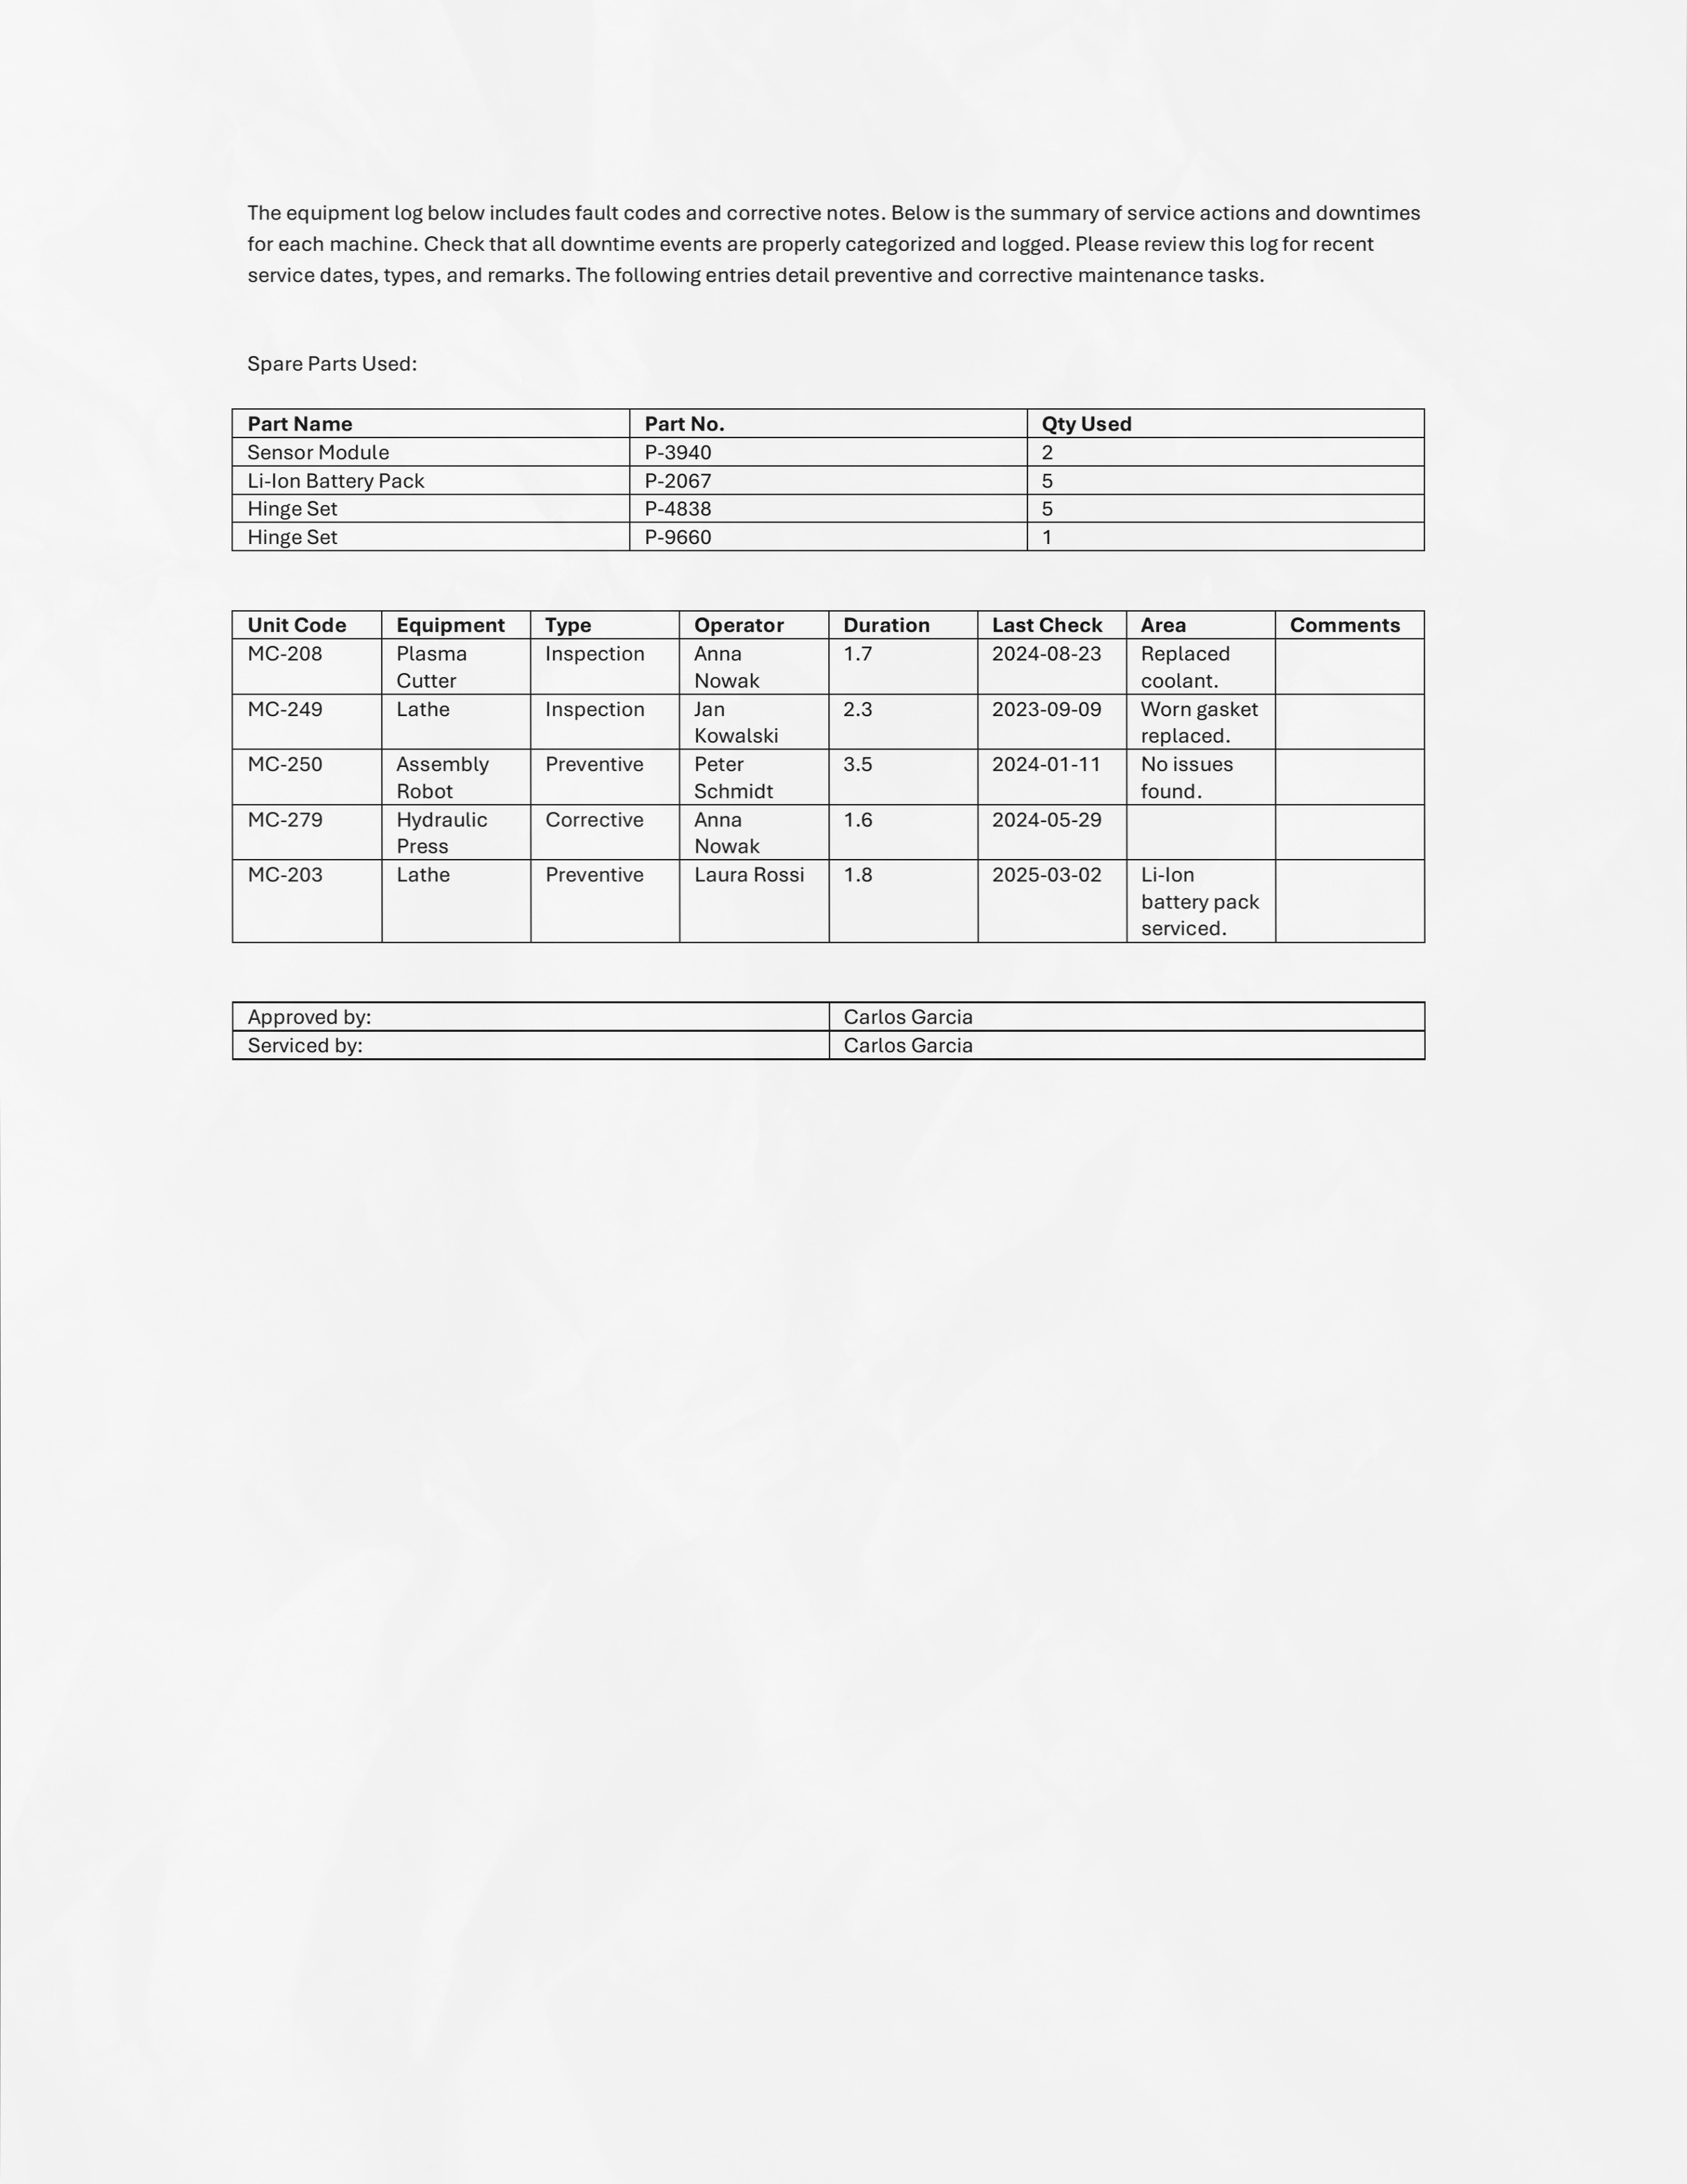 The equipment log below includes fault codes and corrective notes. Below is the summary of service actions and downtimes
for each machine. Check that all downtime events are properly categorized and logged. Please review this log for recent
service dates, types, and remarks. The following entries detail preventive and corrective maintenance tasks.
Spare Parts Used:
Part Name Part No. Qty Used
Sensor Module P-3940 2
Li-Ion Battery Pack P-2067 5
Hinge Set P-4838 5
Hinge Set P-9660 1
Unit Code Equipment Type Operator Duration Last Check Area Comments
MC-208 Plasma Inspection Anna 1.7 2024-08-23 Replaced
Cutter Nowak coolant.
MC-249 Lathe Inspection Jan 2.3 2023-09-09 Worn gasket
Kowalski replaced.
MC-250 Assembly Preventive Peter 3.5 2024-01-11 No issues
Robot Schmidt found.
MC-279 Hydraulic Corrective Anna 1.6 2024-05-29
Press Nowak
MC-203 Lathe Preventive Laura Rossi 1.8 2025-03-02 Li-Ion
battery pack
serviced.
Approved by: Carlos Garcia
Serviced by: Carlos Garcia